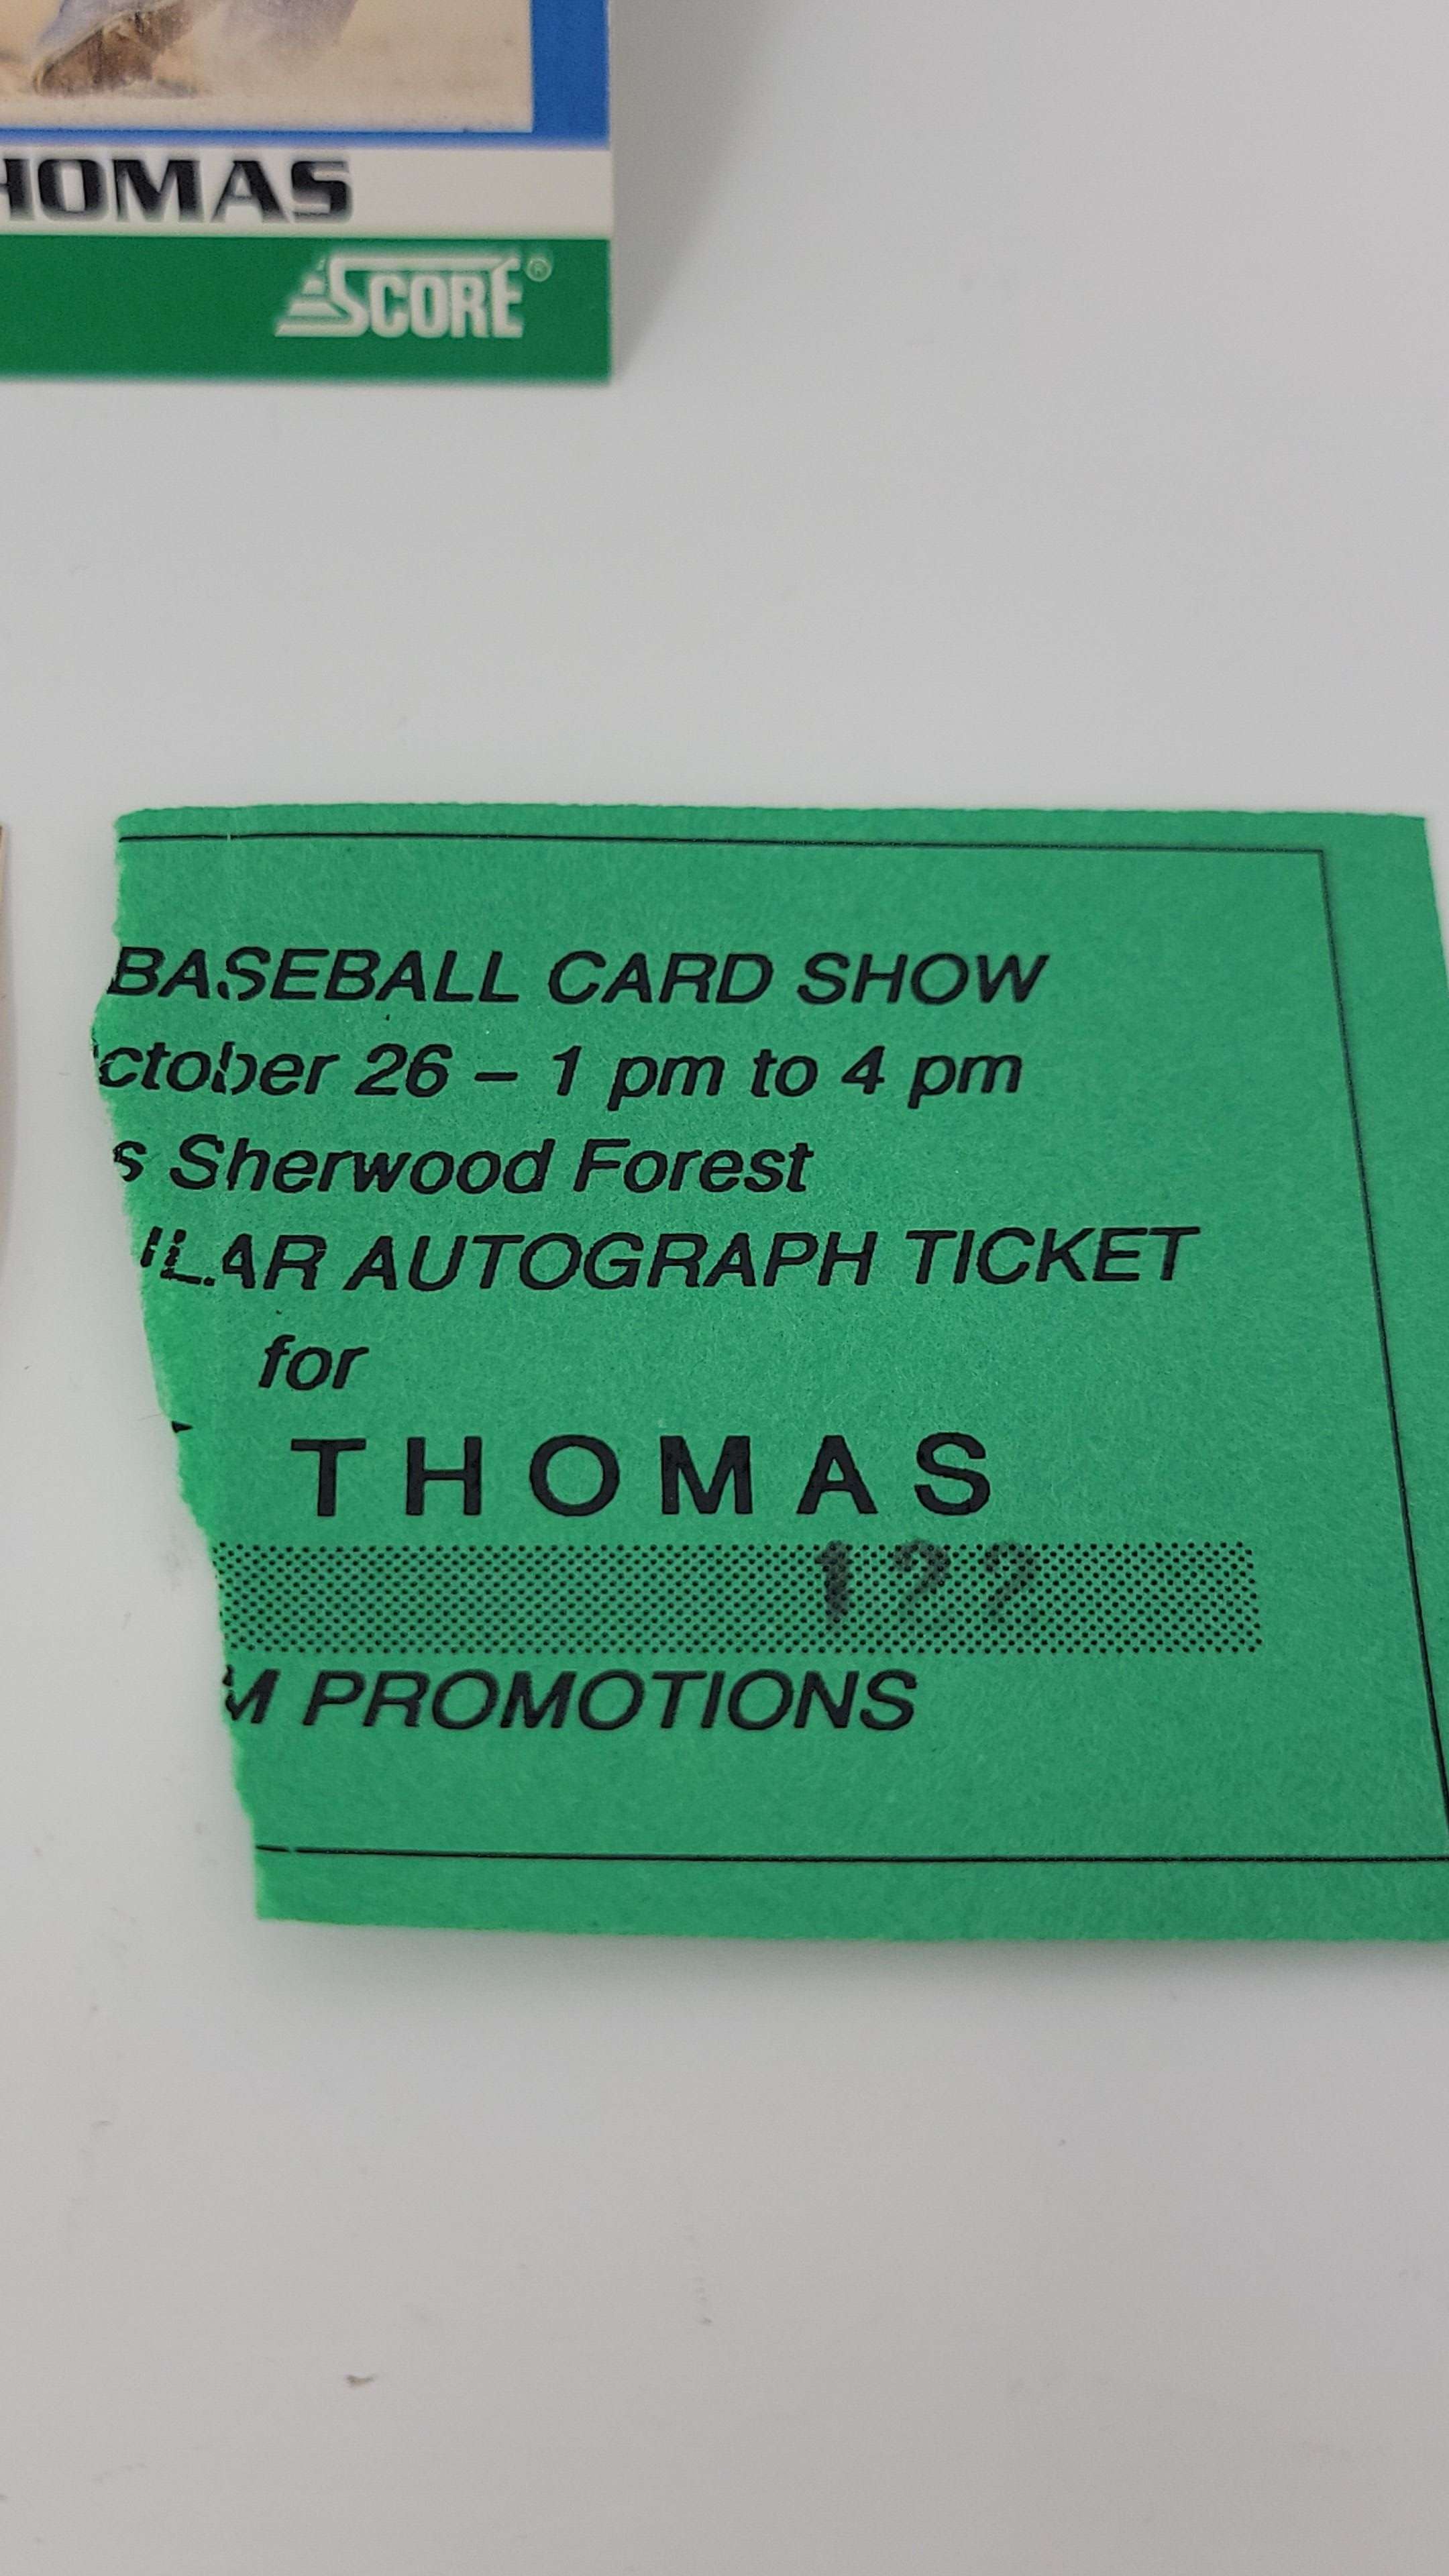 HOMAS
SCORE®
BASEBALL CARD SHOW
ctober 26 – 1 pm to 4 pm
s Sherwood Forest
LAR AUTOGRAPH TICKET
for
THOMAS
122
M PROMOTIONS